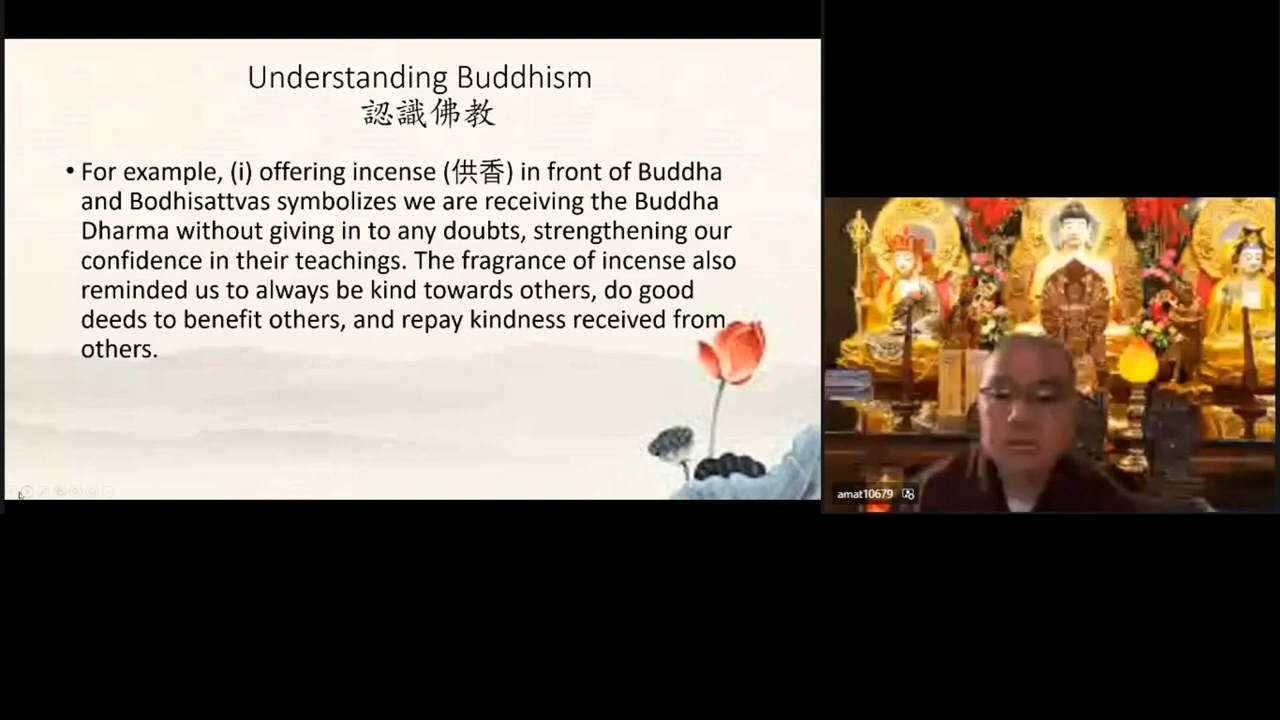 Understanding Buddhism
認識佛教
• For example, (i) offering incense (供香) in front of Buddha
and Bodhisattvas symbolizes we are receiving the Buddha
Dharma without giving in to any doubts, strengthening our
confidence in their teachings. The fragrance of incense also
reminded us to always be kind towards others, do good
deeds to benefit others, and repay kindness received from
others.
amat10679